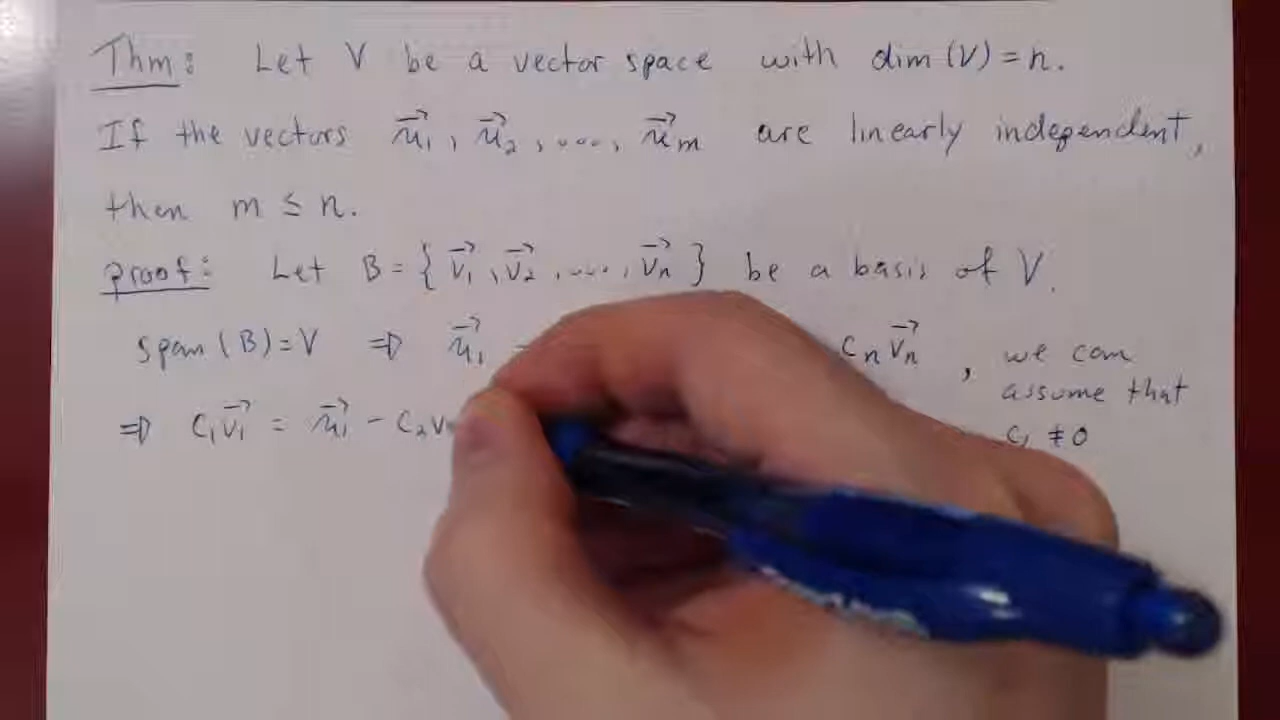 Thm: Let V be a vector space with dim (V) = n.
If the vectors u⃗₁, u⃗₂, ...., u⃗ₘ are linearly independent,
then m ≤ n.
proof: Let B = { v⃗₁, v⃗₂, ...., v⃗ₙ } be a basis of V.
span (B) = V ⇒ u⃗₁ cₙ v⃗ₙ , we can
assume that
⇒ c₁v⃗₁ = u⃗₁ - c₂v c₁ ≠ 0